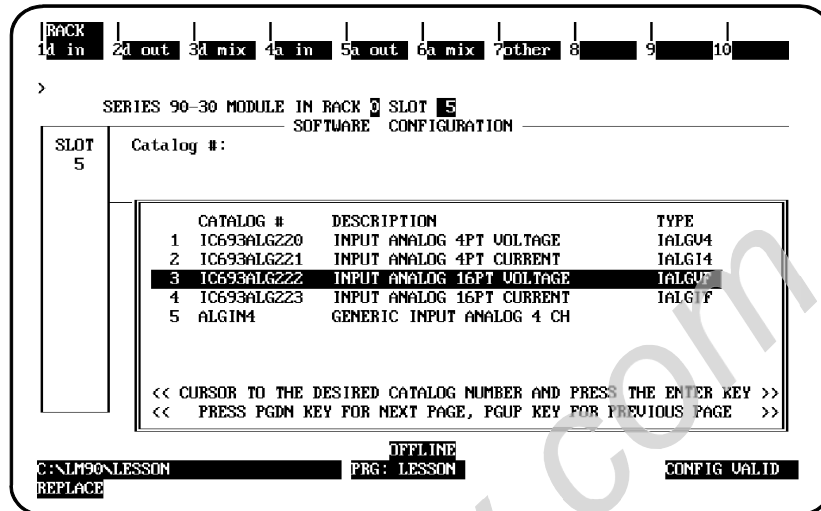 RACK
1d in 2d out 3d mix 4a in 5a out 6a mix 7other 8 9 10
>
SERIES 90-30 MODULE IN RACK 0 SLOT 5
SOFTWARE CONFIGURATION
SLOT Catalog #:
5
CATALOG # DESCRIPTION TYPE
1 IC693ALG220 INPUT ANALOG 4PT VOLTAGE IALGV4
2 IC693ALG221 INPUT ANALOG 4PT CURRENT IALGI4
3 IC693ALG222 INPUT ANALOG 16PT VOLTAGE IALGVF
4 IC693ALG223 INPUT ANALOG 16PT CURRENT IALGIF
5 ALGIN4 GENERIC INPUT ANALOG 4 CH
<< CURSOR TO THE DESIRED CATALOG NUMBER AND PRESS THE ENTER KEY >>
<< PRESS PGDN KEY FOR NEXT PAGE, PGUP KEY FOR PREVIOUS PAGE >>
OFFLINE
C:\LM90\LESSON PRG: LESSON CONFIG VALID
REPLACE